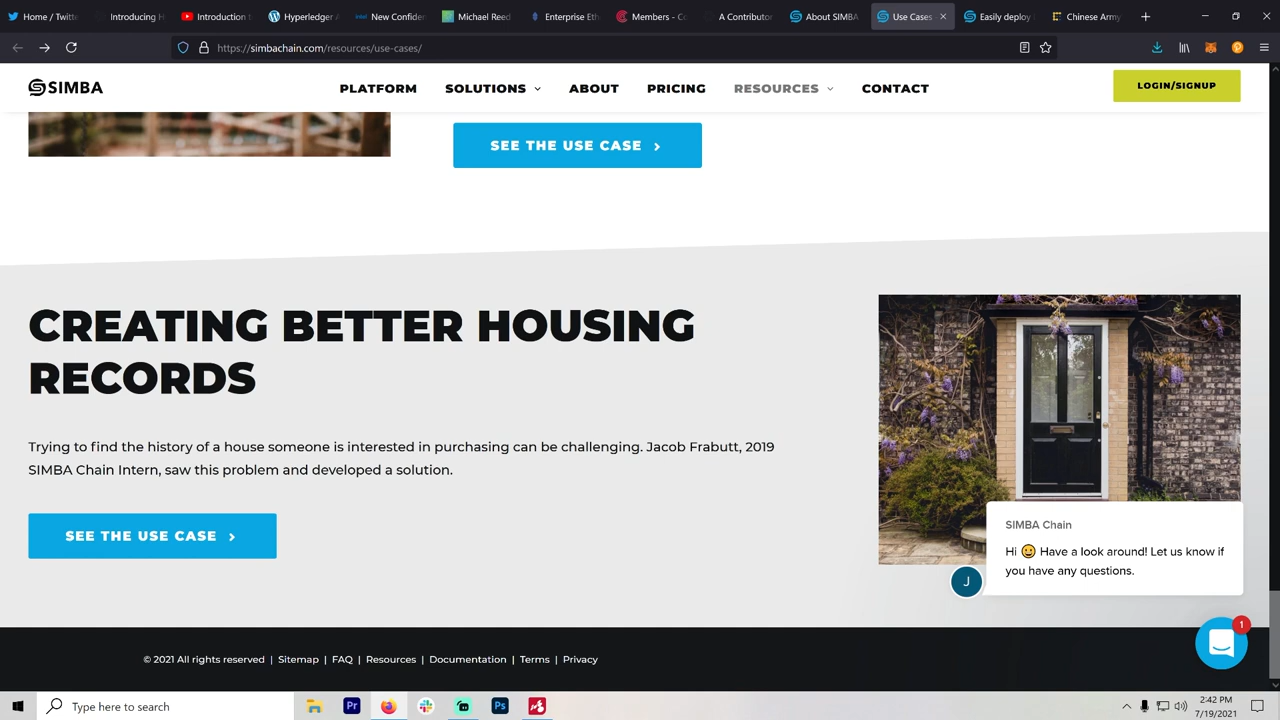 Home / Twitte
Introducing H
Introduction t
Hyperledger A
New Confiden
Michael Reed
Enterprise Eth
Members - Co
A Contributor
About SIMBA
Use Cases
Easily deploy
Chinese Army
https://simbachain.com/resources/use-cases/
SIMBA
PLATFORM
SOLUTIONS
ABOUT
PRICING
RESOURCES
CONTACT
LOGIN/SIGNUP
SEE THE USE CASE
CREATING BETTER HOUSING
RECORDS
Trying to find the history of a house someone is interested in purchasing can be challenging. Jacob Frabutt, 2019
SIMBA Chain Intern, saw this problem and developed a solution.
SEE THE USE CASE
SIMBA Chain
Hi 😀 Have a look around! Let us know if
you have any questions.
J
1
© 2021 All rights reserved | Sitemap | FAQ | Resources | Documentation | Terms | Privacy
Type here to search
Pr
Ps
2:42 PM
7/19/2021